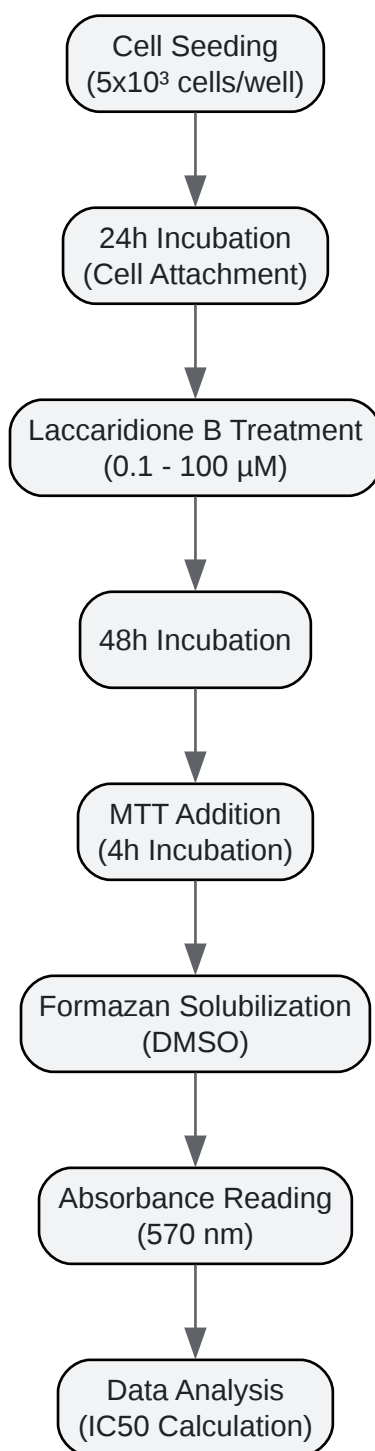 Cell Seeding
(5x10³ cells/well)
24h Incubation
(Cell Attachment)
Laccaridione B Treatment
(0.1 - 100 µM)
48h Incubation
MTT Addition
(4h Incubation)
Formazan Solubilization
(DMSO)
Absorbance Reading
(570 nm)
Data Analysis
(IC50 Calculation)